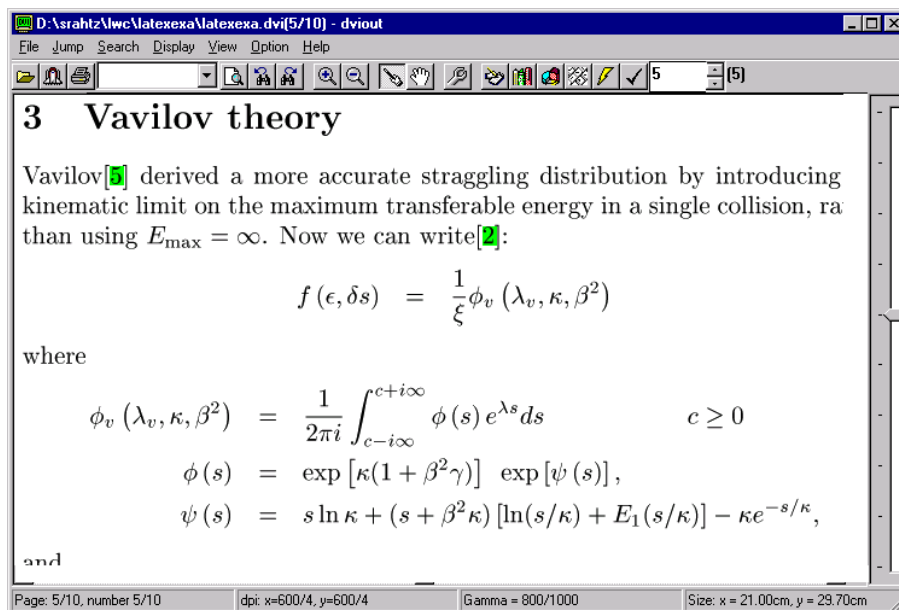 D:\srahtz\lwc\latexexa\latexexa.dvi(5/10) - dviout
File Jump Search Display View Option Help
5 (5)
3 Vavilov theory
Vavilov[5] derived a more accurate straggling distribution by introducing
kinematic limit on the maximum transferable energy in a single collision, ra
than using E_max = ∞. Now we can write[2]:
f (ϵ, δs) = 1/ξ ϕ_v (λ_v, κ, β²)
where
ϕ_v (λ_v, κ, β²) = 1/2πi ∫_{c−i∞}^{c+i∞} ϕ (s) e^{λs} ds c ≥ 0
ϕ (s) = exp [κ(1 + β²γ)] exp [ψ (s)] ,
ψ (s) = s ln κ + (s + β²κ) [ln(s/κ) + E₁(s/κ)] − κe^{−s/κ},
and
Page: 5/10, number 5/10 dpi: x=600/4, y=600/4 Gamma = 800/1000 Size: x = 21.00cm, y = 29.70cm